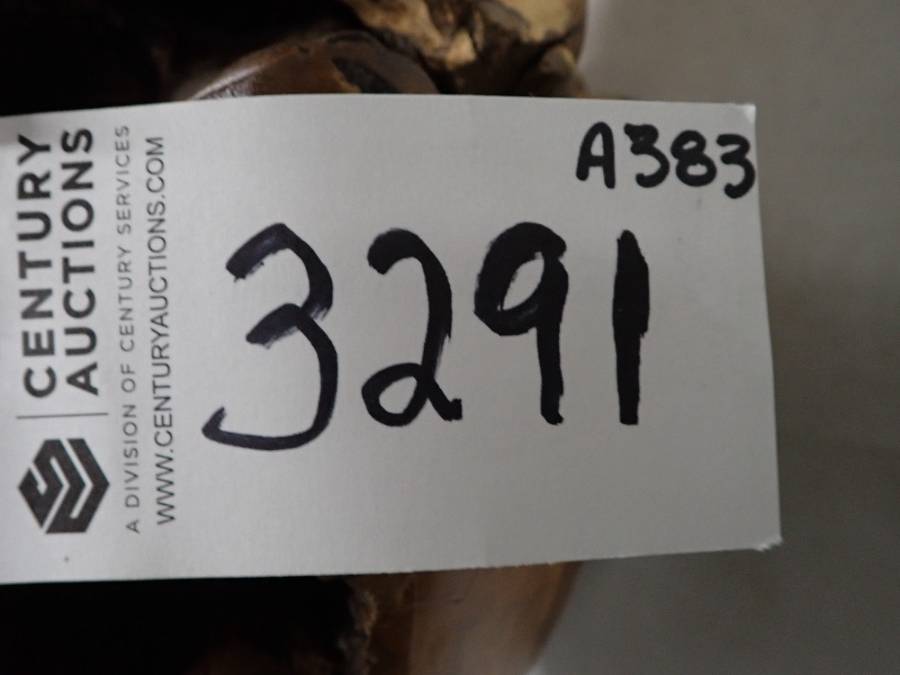 CENTURY
AUCTIONS
A DIVISION OF CENTURY SERVICES
WWW.CENTURYAUCTIONS.COM
A383
3291